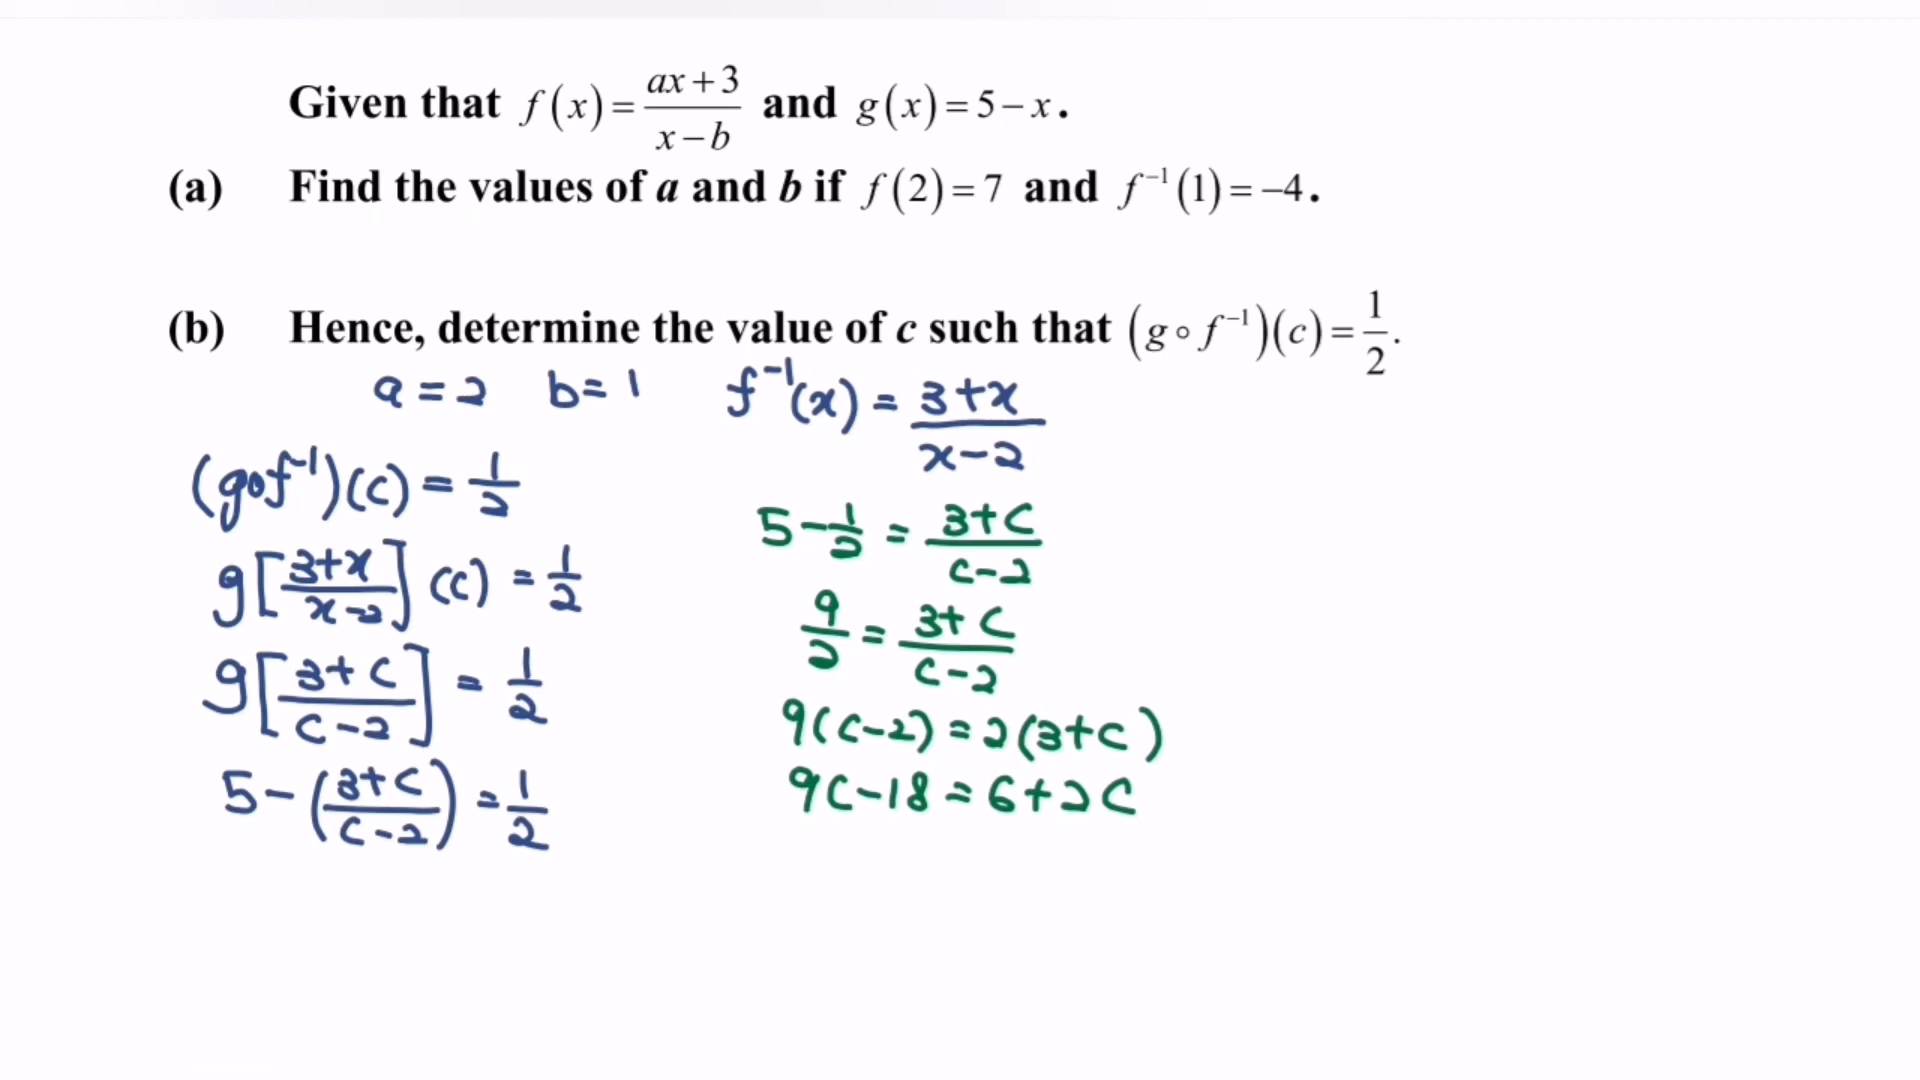 Given that f(x) = (ax+3)/(x−b) and g(x) = 5 − x.
(a) Find the values of a and b if f(2) = 7 and f⁻¹(1) = −4.
(b) Hence, determine the value of c such that (g∘f⁻¹)(c) = 1/2.
a = 2 b = 1 f⁻¹(x) = (3+x)/(x−2)
(g∘f⁻¹)(c) = 1/2
g[(3+x)/(x−2)](c) = 1/2
g[(3+c)/(c−2)] = 1/2
5 − ((3+c)/(c−2)) = 1/2
5 − 1/2 = (3+c)/(c−2)
9/2 = (3+c)/(c−2)
9(c−2) = 2(3+c)
9c−18 = 6+2c